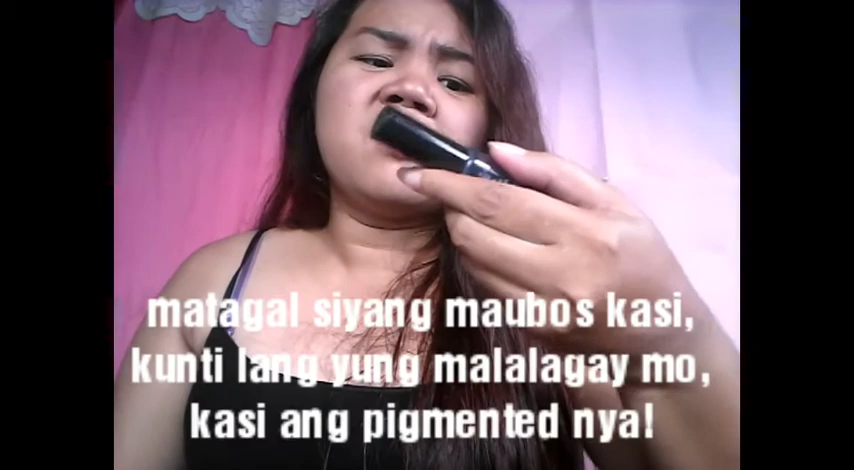 matagal siyang maubos kasi,
kunti lang yung malalagay mo,
kasi ang pigmented nya!